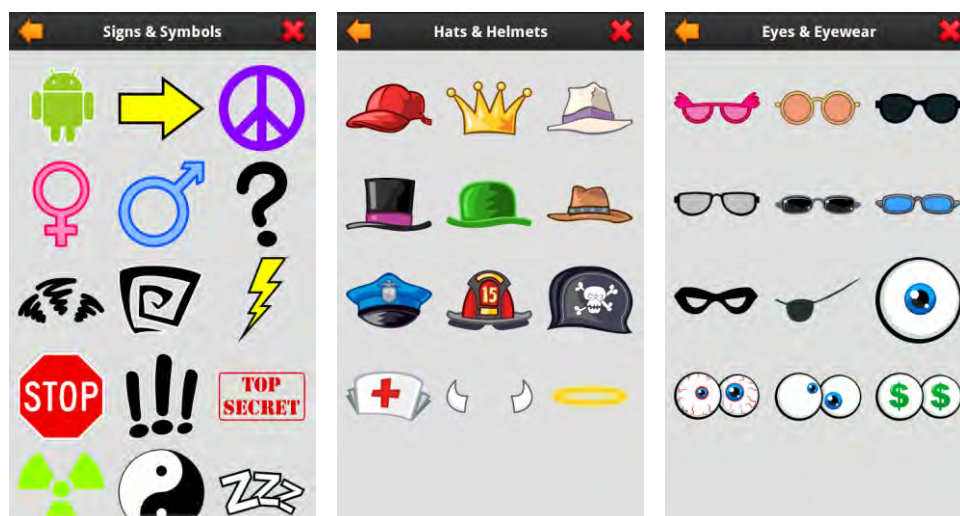 Signs & Symbols
?
STOP
!!!
TOP
SECRET
ZZZ
Hats & Helmets
15
Eyes & Eyewear
$ $